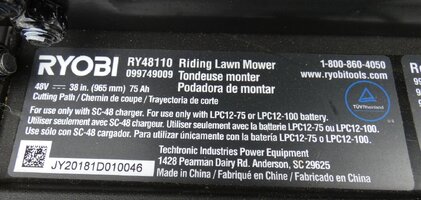 RYOBI
RY48110 Riding Lawn Mower 1-800-860-4050
099749009 Tondeuse monter www.ryobitools.com
Podadora de montar
48V ⎓ 38 in. (965 mm) 75 Ah
Cutting Path / Chemin de coupe / Trayectoria de corte
For use only with SC-48 charger. For use only with LPC12-75 or LPC12-100 battery.
Utiliser seulement avec SC-48 chargeur. Utiliser seulement avec la batterie LPC12-75 ou LPC12-100.
Use sólo con SC-48 cargador. Use sólo con la batería LPC12-75 o LPC12-100.
TÜVRheinland
JY20181D010046
Techtronic Industries Power Equipment
1428 Pearman Dairy Rd. Anderson, SC 29625
Made in China / Fabriqué en Chine / Fabricado en China